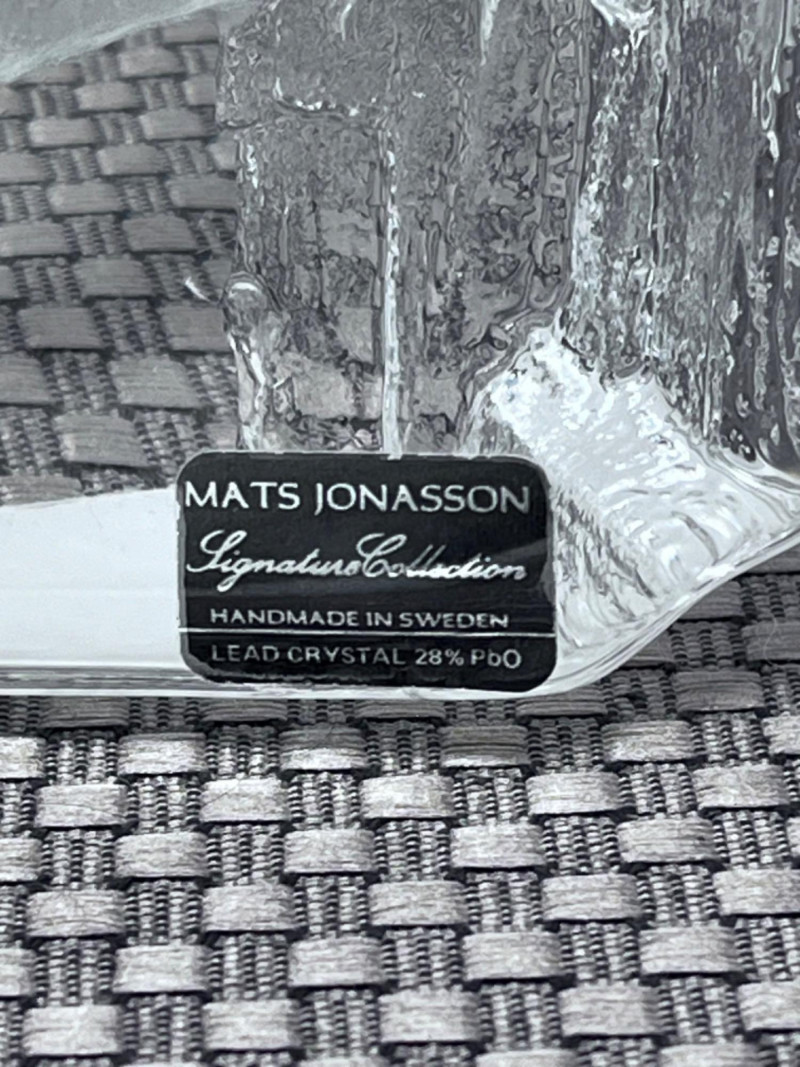 MATS JONASSON
Signature Collection
HANDMADE IN SWEDEN
LEAD CRYSTAL 28% PbO